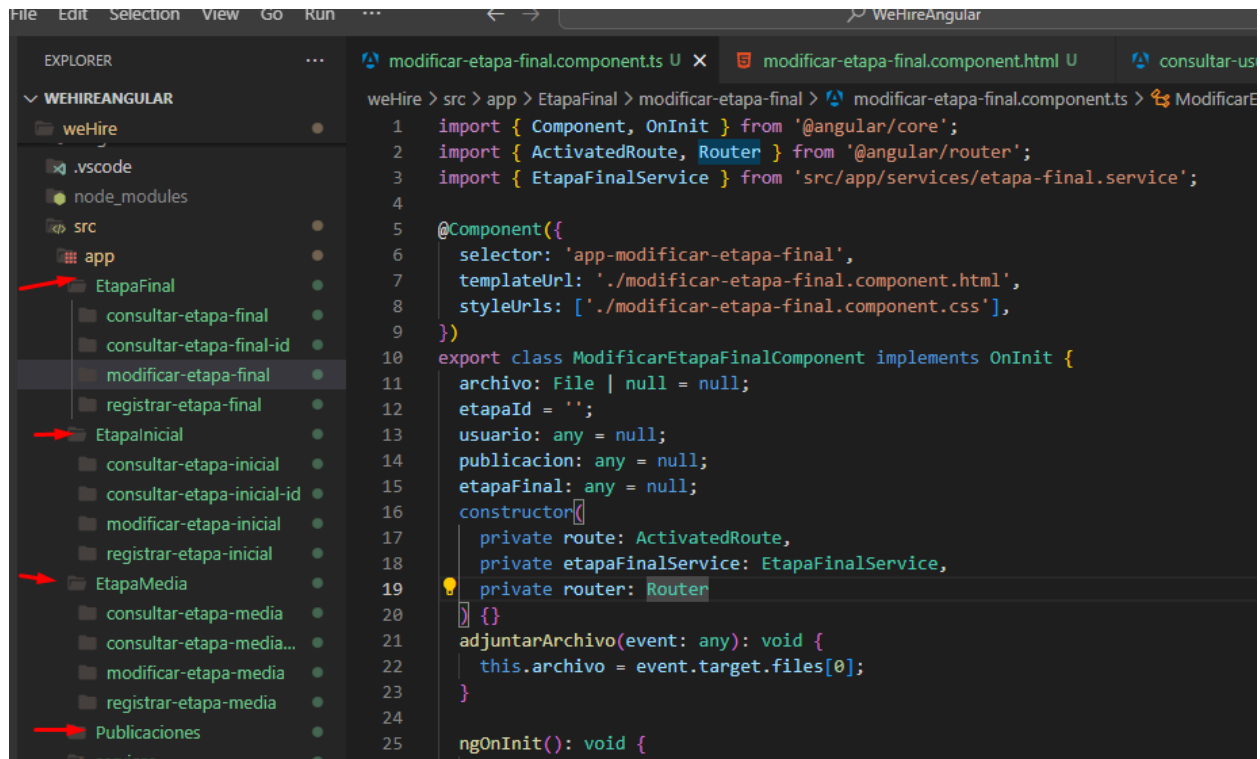 File Edit Selection View Go Run ··· ← → WeHireAngular
EXPLORER ···
modificar-etapa-final.component.ts U ×
modificar-etapa-final.component.html U
WEHIREANGULAR
weHire
.vscode
node_modules
src
app
EtapaFinal
consultar-etapa-final
consultar-etapa-final-id
modificar-etapa-final
registrar-etapa-final
EtapaInicial
consultar-etapa-inicial
consultar-etapa-inicial-id
modificar-etapa-inicial
registrar-etapa-inicial
EtapaMedia
consultar-etapa-media
consultar-etapa-media...
modificar-etapa-media
registrar-etapa-media
Publicaciones
weHire > src > app > EtapaFinal > modificar-etapa-final > modificar-etapa-final.component.ts >
1 import { Component, OnInit } from '@angular/core';
2 import { ActivatedRoute, Router } from '@angular/router';
3 import { EtapaFinalService } from 'src/app/services/etapa-final.service';
4
5 @Component({
6 selector: 'app-modificar-etapa-final',
7 templateUrl: './modificar-etapa-final.component.html',
8 styleUrls: ['./modificar-etapa-final.component.css'],
9 })
10 export class ModificarEtapaFinalComponent implements OnInit {
11 archivo: File | null = null;
12 etapaId = '';
13 usuario: any = null;
14 publicacion: any = null;
15 etapaFinal: any = null;
16 constructor(
17 private route: ActivatedRoute,
18 private etapaFinalService: EtapaFinalService,
19 private router: Router
20 ) {}
21 adjuntarArchivo(event: any): void {
22 this.archivo = event.target.files[0];
23 }
24
25 ngOnInit(): void {